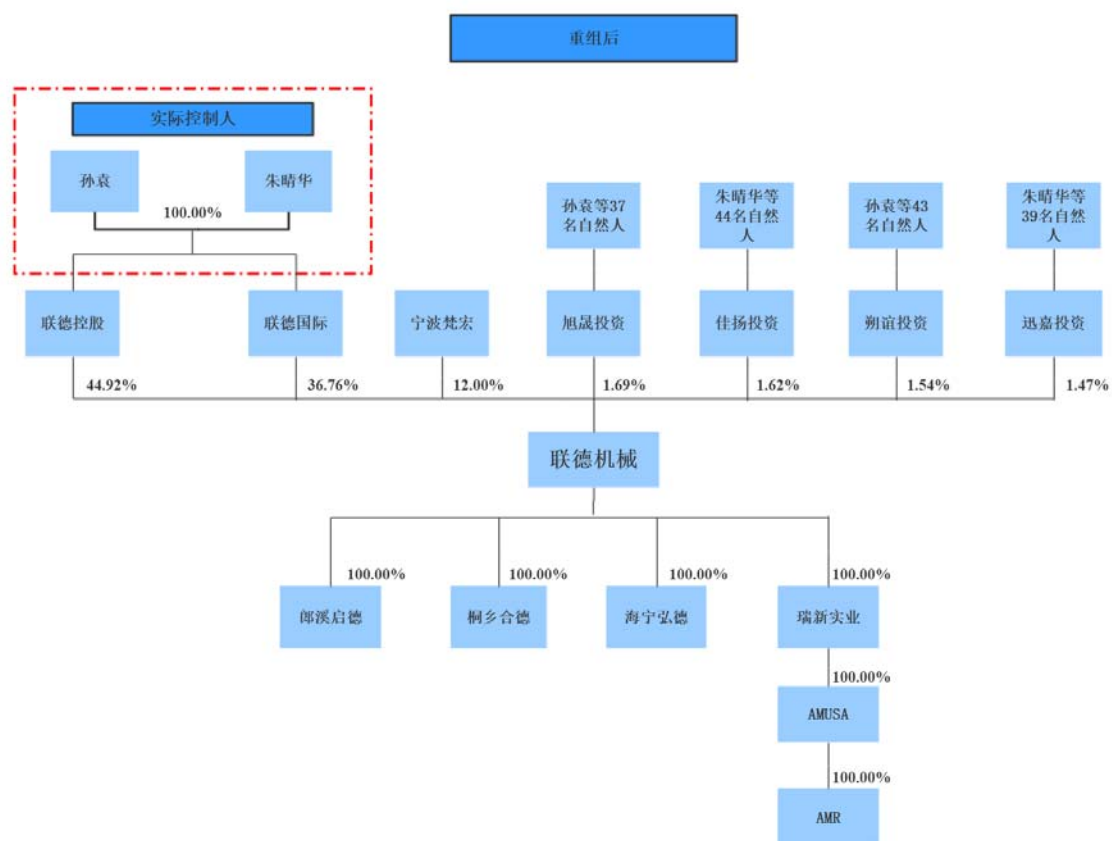 重组后
实际控制人
孙袁
朱晴华
100.00%
孙袁等37
名自然人
朱晴华等
44名自然
人
孙袁等43
名自然人
朱晴华等
39名自然
人
联德控股
联德国际
宁波梵宏
旭晟投资
佳扬投资
朔谊投资
迅嘉投资
44.92%
36.76%
12.00%
1.69%
1.62%
1.54%
1.47%
联德机械
100.00%
100.00%
100.00%
100.00%
郎溪启德
桐乡合德
海宁弘德
瑞新实业
100.00%
AMUSA
100.00%
AMR